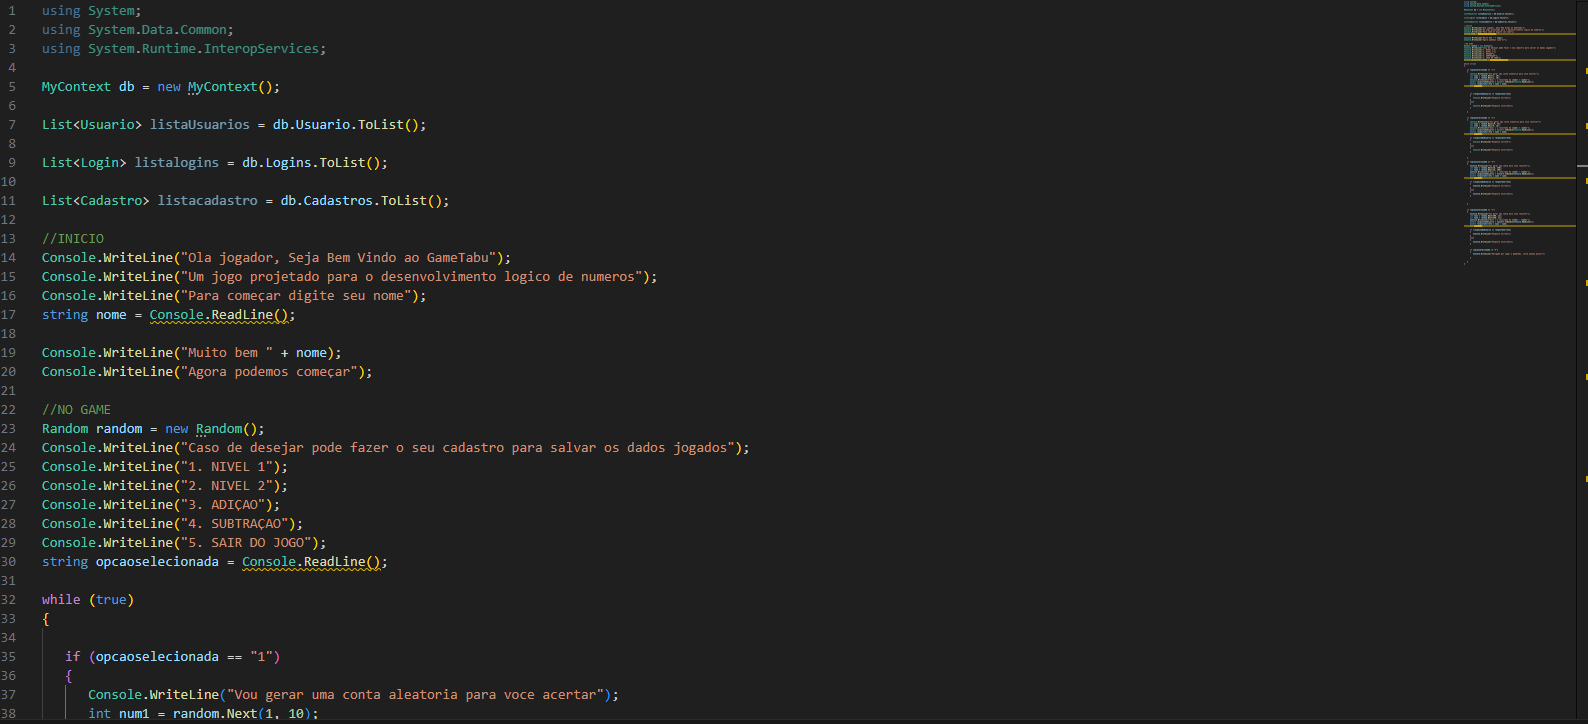 1 using System;
2 using System.Data.Common;
3 using System.Runtime.InteropServices;
4
5 MyContext db = new MyContext();
6
7 List<Usuario> listaUsuarios = db.Usuario.ToList();
8
9 List<Login> listalogins = db.Logins.ToList();
10
11 List<Cadastro> listacadastro = db.Cadastros.ToList();
12
13 //INICIO
14 Console.WriteLine("Ola jogador, Seja Bem Vindo ao GameTabu");
15 Console.WriteLine("Um jogo projetado para o desenvolvimento logico de numeros");
16 Console.WriteLine("Para começar digite seu nome");
17 string nome = Console.ReadLine();
18
19 Console.WriteLine("Muito bem " + nome);
20 Console.WriteLine("Agora podemos começar");
21
22 //NO GAME
23 Random random = new Random();
24 Console.WriteLine("Caso de desejar pode fazer o seu cadastro para salvar os dados jogados");
25 Console.WriteLine("1. NIVEL 1");
26 Console.WriteLine("2. NIVEL 2");
27 Console.WriteLine("3. ADIÇAO");
28 Console.WriteLine("4. SUBTRAÇAO");
29 Console.WriteLine("5. SAIR DO JOGO");
30 string opcaoselecionada = Console.ReadLine();
31
32 while (true)
33 {
34
35 if (opcaoselecionada == "1")
36 {
37 Console.WriteLine("Vou gerar uma conta aleatoria para voce acertar");
38 int num1 = random.Next(1, 10);